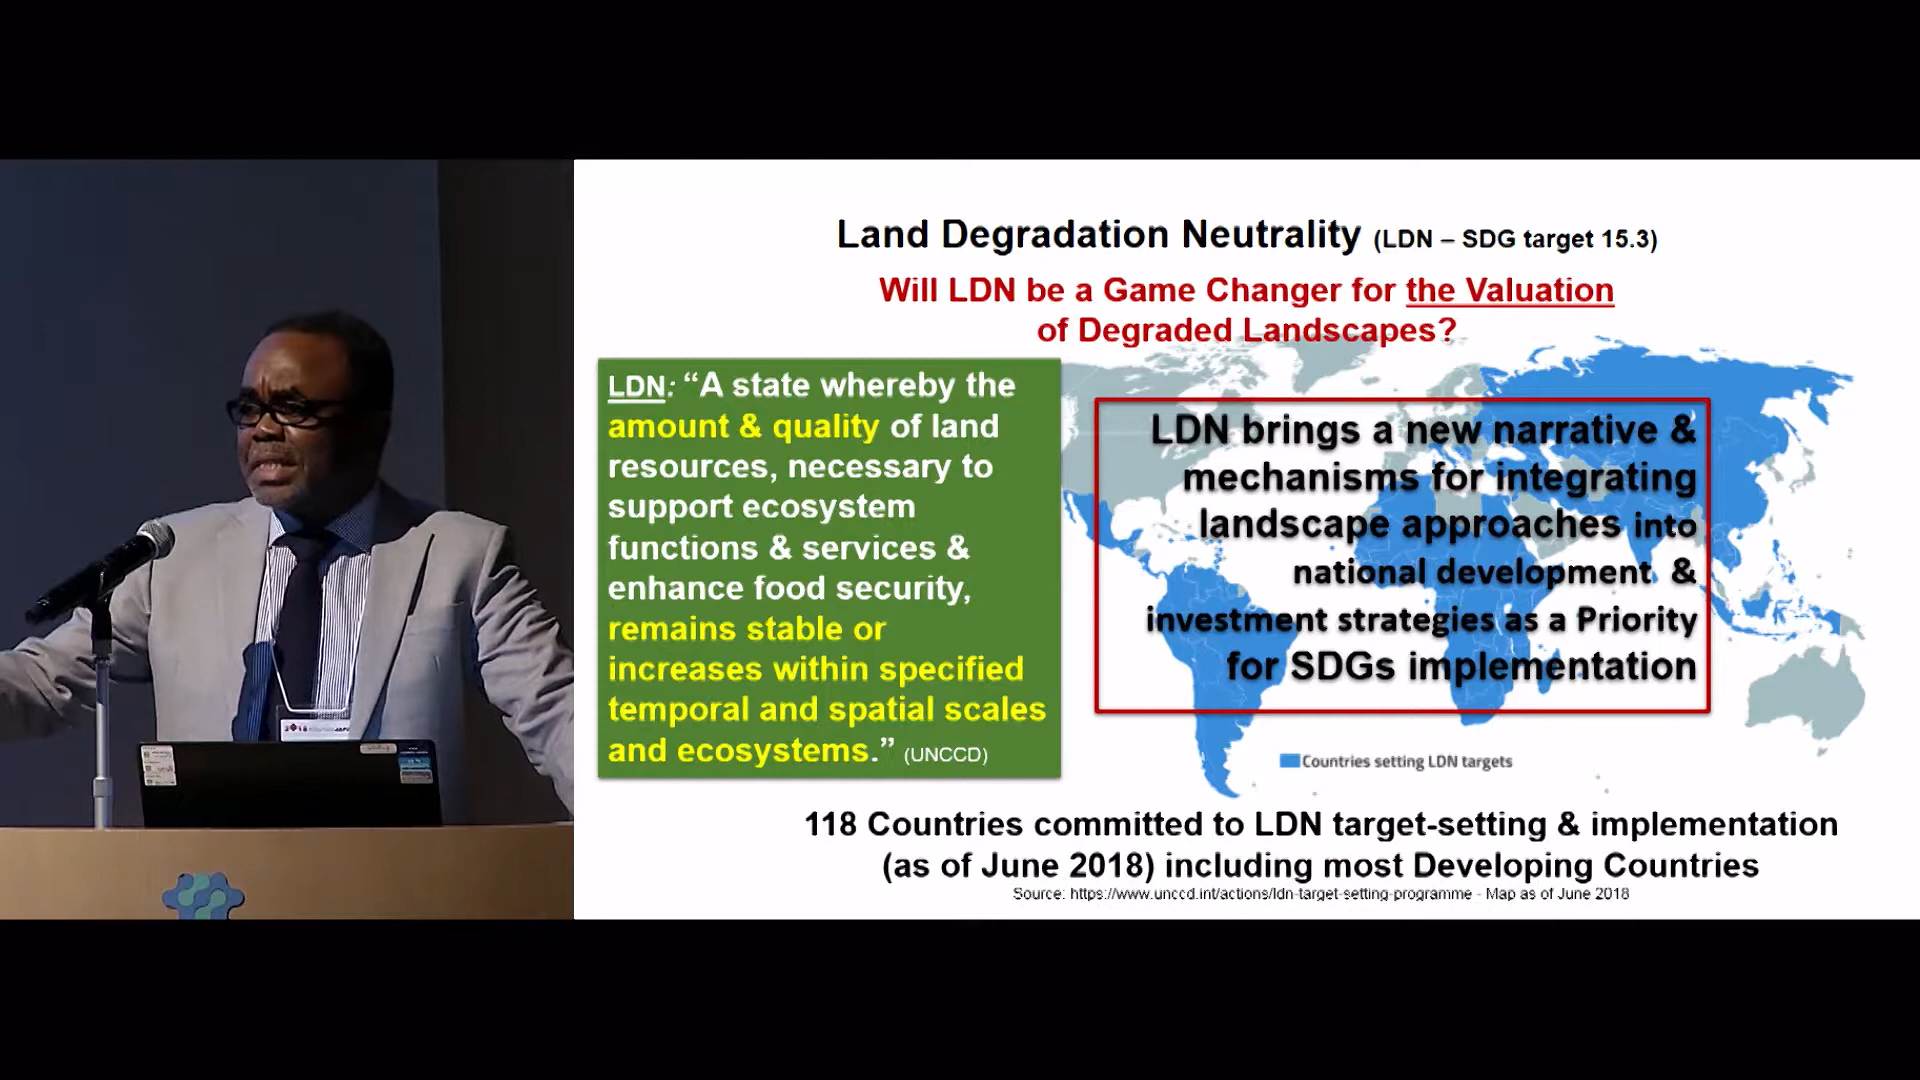 Land Degradation Neutrality (LDN – SDG target 15.3)
Will LDN be a Game Changer for the Valuation
of Degraded Landscapes?
LDN: “A state whereby the
amount & quality of land
resources, necessary to
support ecosystem
functions & services &
enhance food security,
remains stable or
increases within specified
temporal and spatial scales
and ecosystems.” (UNCCD)
LDN brings a new narrative &
mechanisms for integrating
landscape approaches into
national development &
investment strategies as a Priority
for SDGs implementation
Countries setting LDN targets
118 Countries committed to LDN target-setting & implementation
(as of June 2018) including most Developing Countries
Source: https://www.unccd.int/actions/ldn-target-setting-programme - Map as of June 2018